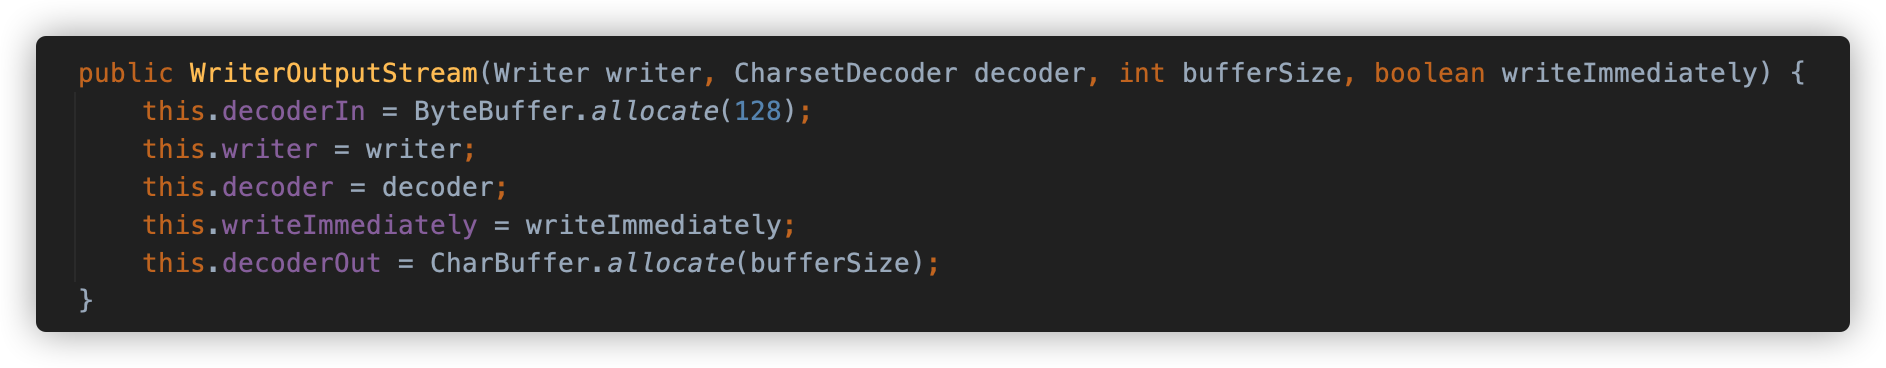 public WriterOutputStream(Writer writer, CharsetDecoder decoder, int bufferSize, boolean writeImmediately) {
    this.decoderIn = ByteBuffer.allocate(128);
    this.writer = writer;
    this.decoder = decoder;
    this.writeImmediately = writeImmediately;
    this.decoderOut = CharBuffer.allocate(bufferSize);
}